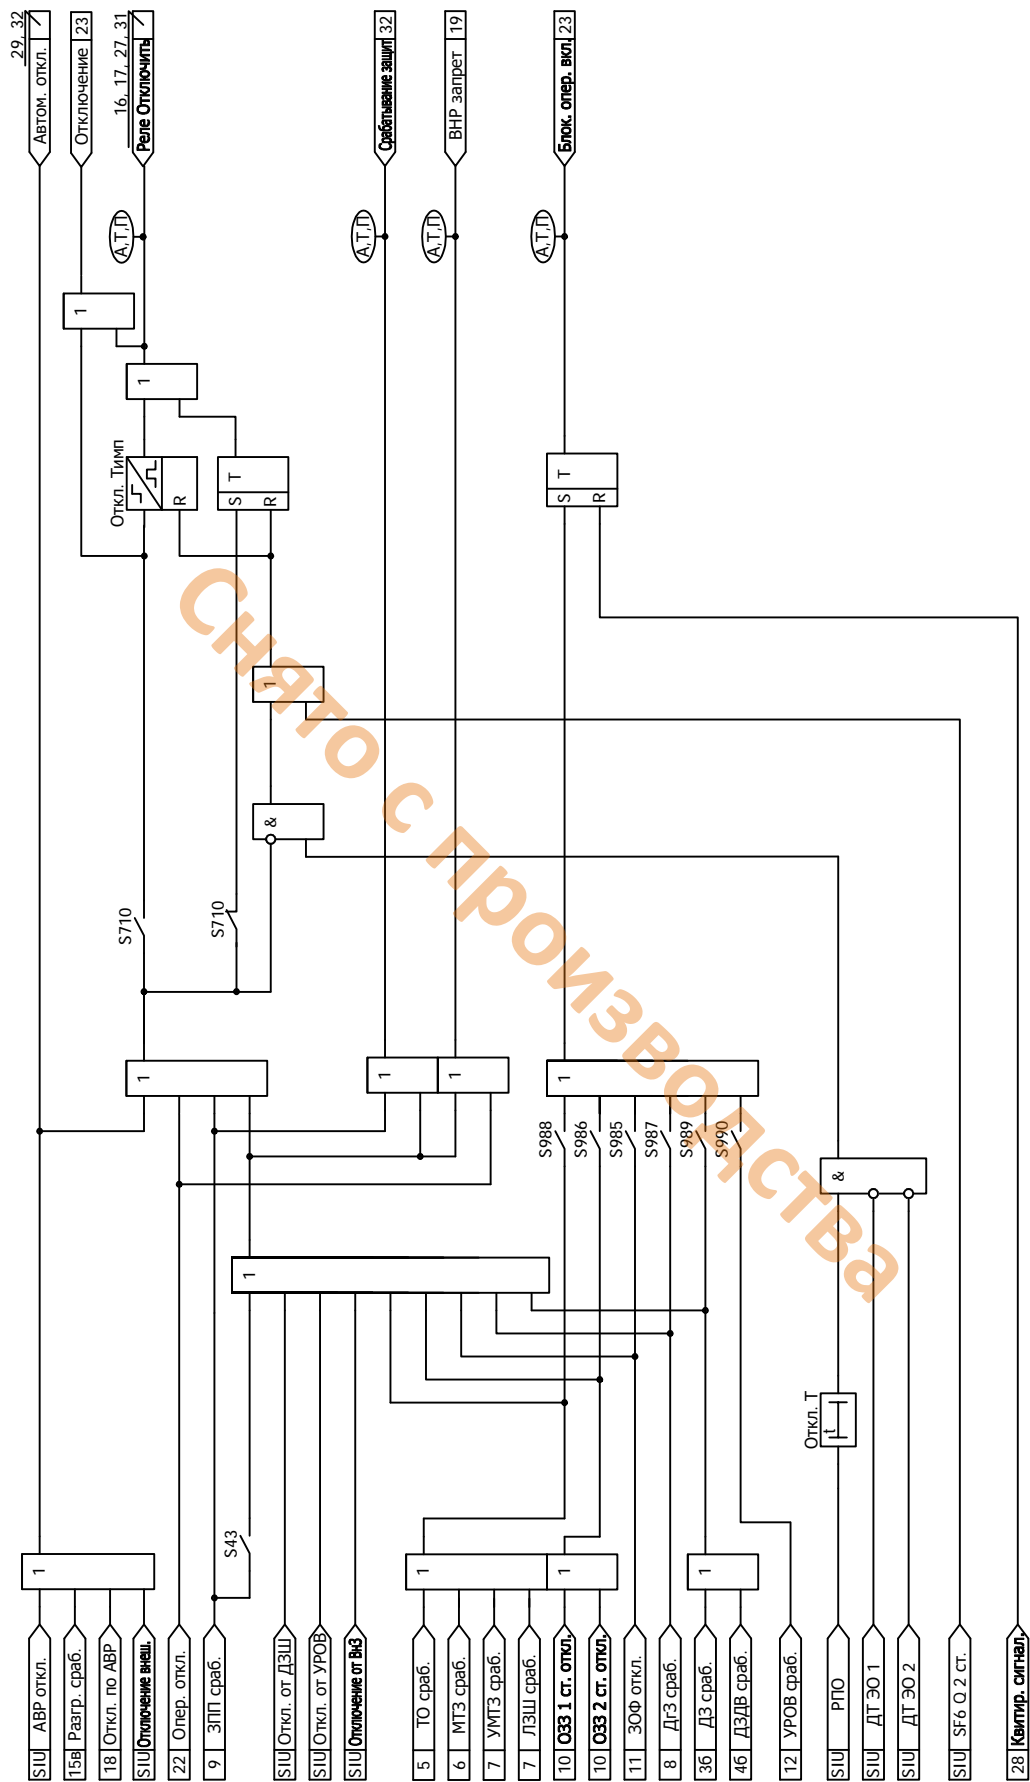 SIU АВР откл.
15в Разгр. сраб.
18 Откл. по АВР
SIU Отключение внеш.
22 Опер. откл.
9 ЗПП сраб.
SIU Откл. от ДЗШ
SIU Откл. от УРОВ
SIU Отключение от ВнЗ
5 ТО сраб.
6 МТЗ сраб.
7 УМТЗ сраб.
7 ЛЗШ сраб.
10 ОЗЗ 1 ст. откл.
10 ОЗЗ 2 ст. откл.
11 ЗОФ откл.
8 ДгЗ сраб.
3б ДЗ сраб.
4б ДЗДВ сраб.
12 УРОВ сраб.
SIU РПО
SIU ДТ ЭО 1
SIU ДТ ЭО 2
SIU SF6 Q 2 ст.
28 Квитир. сигнал.
1
S43
1
1
1
Откл. Т
t
1
&
1
1
1
1
S988
S986
S985
S987
S989
S990
S710
S710
&
1
Откл. Тимп
R
S T
R
S T
R
1
1
А,Т,П
А,Т,П
А,Т,П
А,Т,П
Автом. откл.
29, 32
Отключение 23
Реле Отключить
16, 17, 27, 31
Срабатывание защит 32
ВНР запрет 19
Блок. опер. вкл. 23
Снято с производства